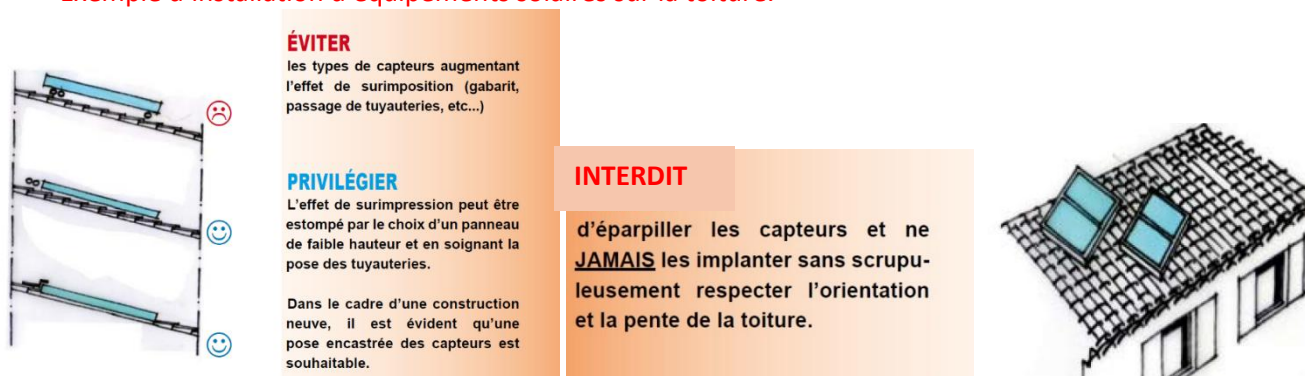 Exemple d'installation d'équipements solaires sur la toiture.
ÉVITER
les types de capteurs augmentant
l'effet de surimposition (gabarit,
passage de tuyauteries, etc...)
PRIVILÉGIER
L'effet de surimpression peut être
estompé par le choix d'un panneau
de faible hauteur et en soignant la
pose des tuyauteries.
Dans le cadre d'une construction
neuve, il est évident qu'une
pose encastrée des capteurs est
souhaitable.
INTERDIT
d'éparpiller les capteurs et ne
JAMAIS les implanter sans scrupu-
leusement respecter l'orientation
et la pente de la toiture.